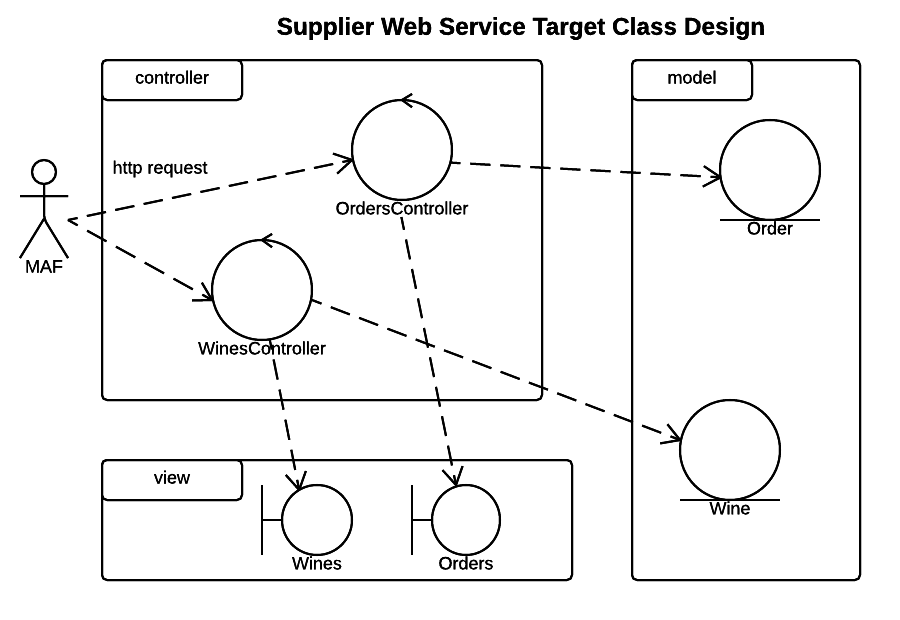 Supplier Web Service Target Class Design
controller
model
http request
OrdersController
Order
MAF
WinesController
view
Wine
Wines
Orders